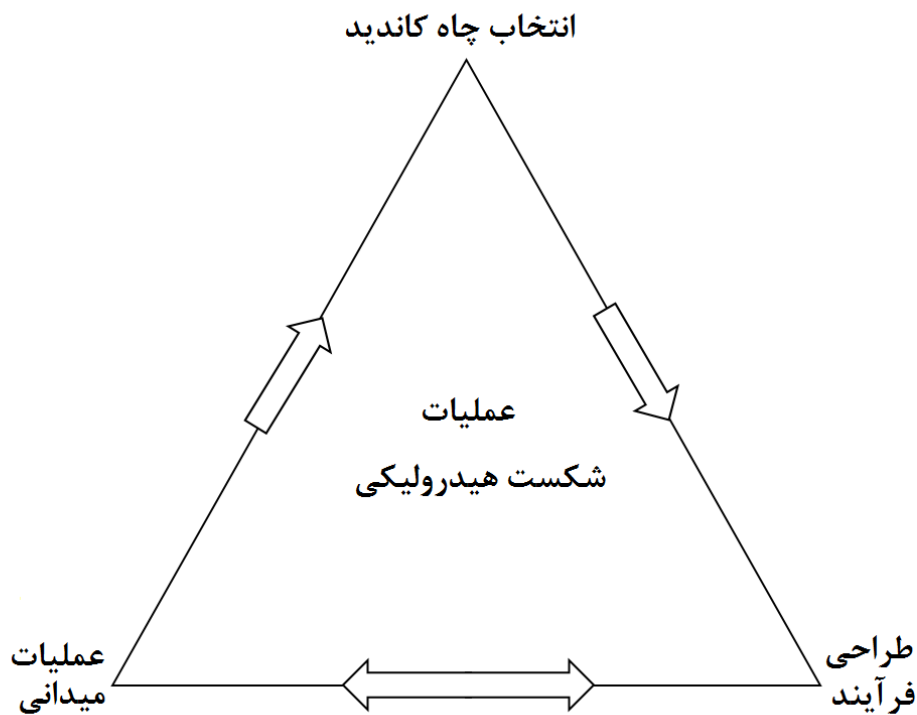 انتخاب چاه کاندید
عملیات
شکست هیدرولیکی
طراحی
فرآیند
عملیات
میدانی